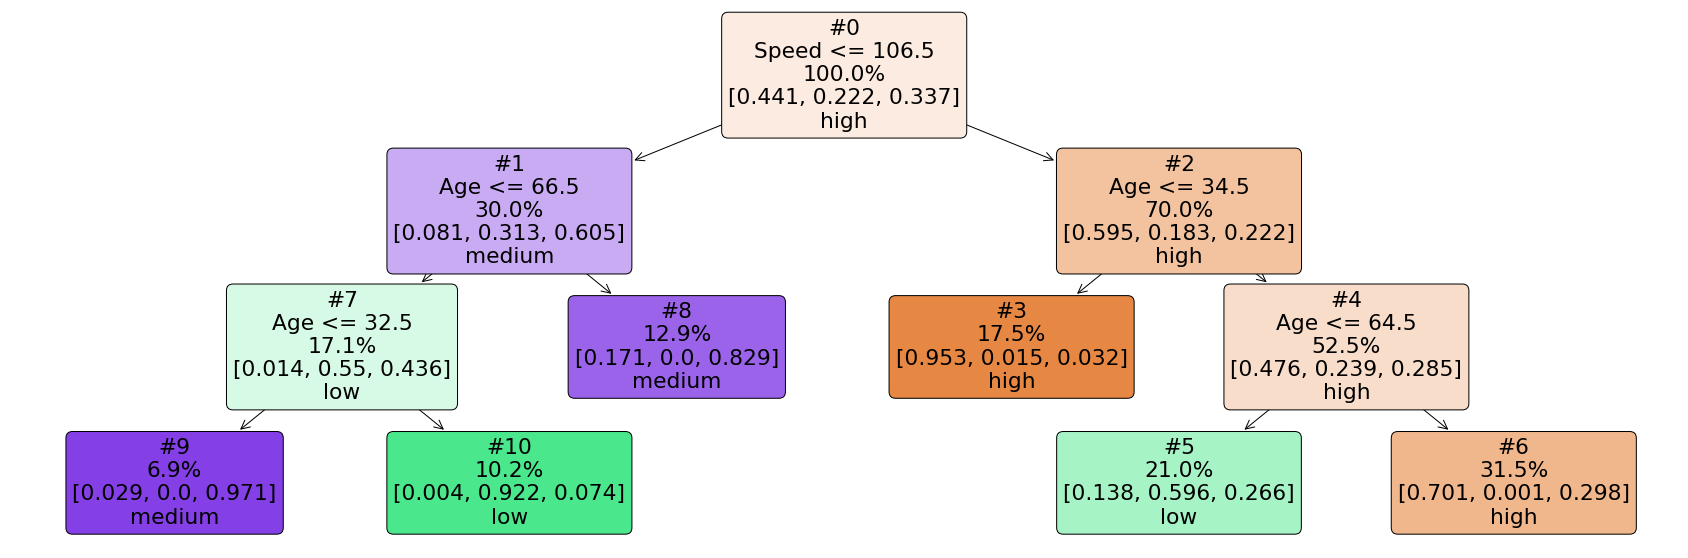 #0
Speed <= 106.5
100.0%
[0.441, 0.222, 0.337]
high
#1
Age <= 66.5
30.0%
[0.081, 0.313, 0.605]
medium
#2
Age <= 34.5
70.0%
[0.595, 0.183, 0.222]
high
#7
Age <= 32.5
17.1%
[0.014, 0.55, 0.436]
low
#8
12.9%
[0.171, 0.0, 0.829]
medium
#3
17.5%
[0.953, 0.015, 0.032]
high
#4
Age <= 64.5
52.5%
[0.476, 0.239, 0.285]
high
#9
6.9%
[0.029, 0.0, 0.971]
medium
#10
10.2%
[0.004, 0.922, 0.074]
low
#5
21.0%
[0.138, 0.596, 0.266]
low
#6
31.5%
[0.701, 0.001, 0.298]
high